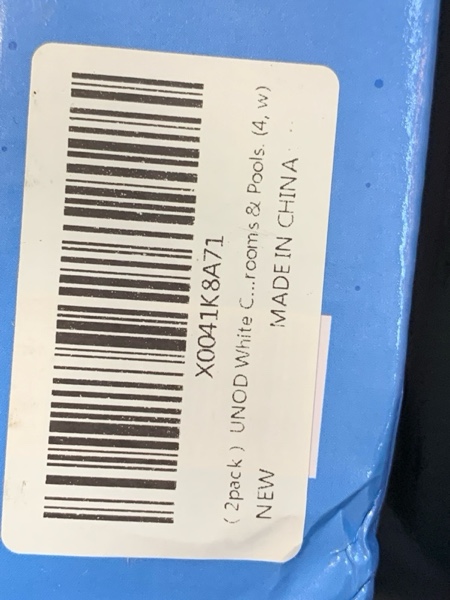 X0041K8A71
( 2pack ) UNOD White C...rooms & Pools. (4, w)
NEW
MADE IN CHINA